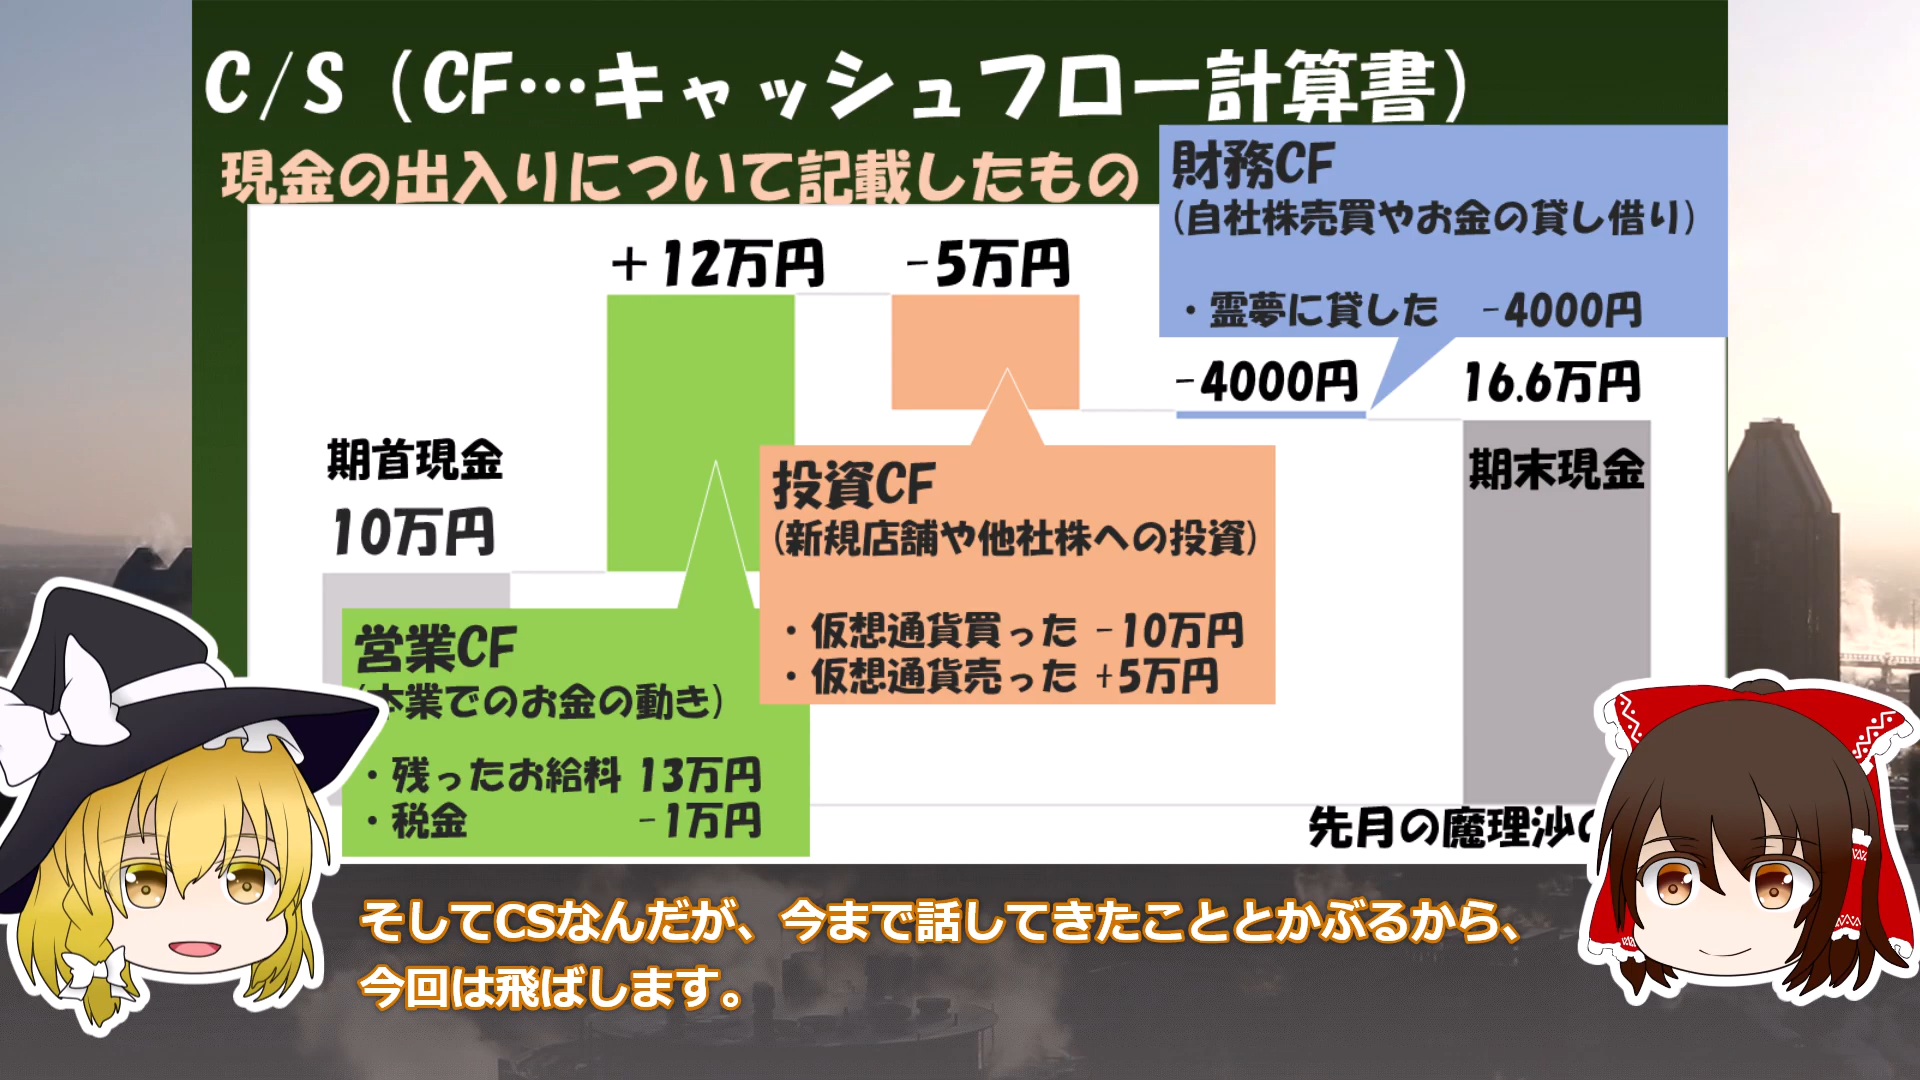 C/S（CF…キャッシュフロー計算書）
現金の出入りについて記載したもの
財務CF
(自社株売買やお金の貸し借り)
・霊夢に貸した -4000円
+12万円
-5万円
-4000円
16.6万円
期首現金
10万円
期末現金
投資CF
(新規店舗や他社株への投資)
・仮想通貨買った -10万円
・仮想通貨売った +5万円
営業CF
(本業でのお金の動き)
・残ったお給料 13万円
・税金 -1万円
先月の魔理沙の
そしてCSなんだが、今まで話してきたこととかぶるから、
今回は飛ばします。